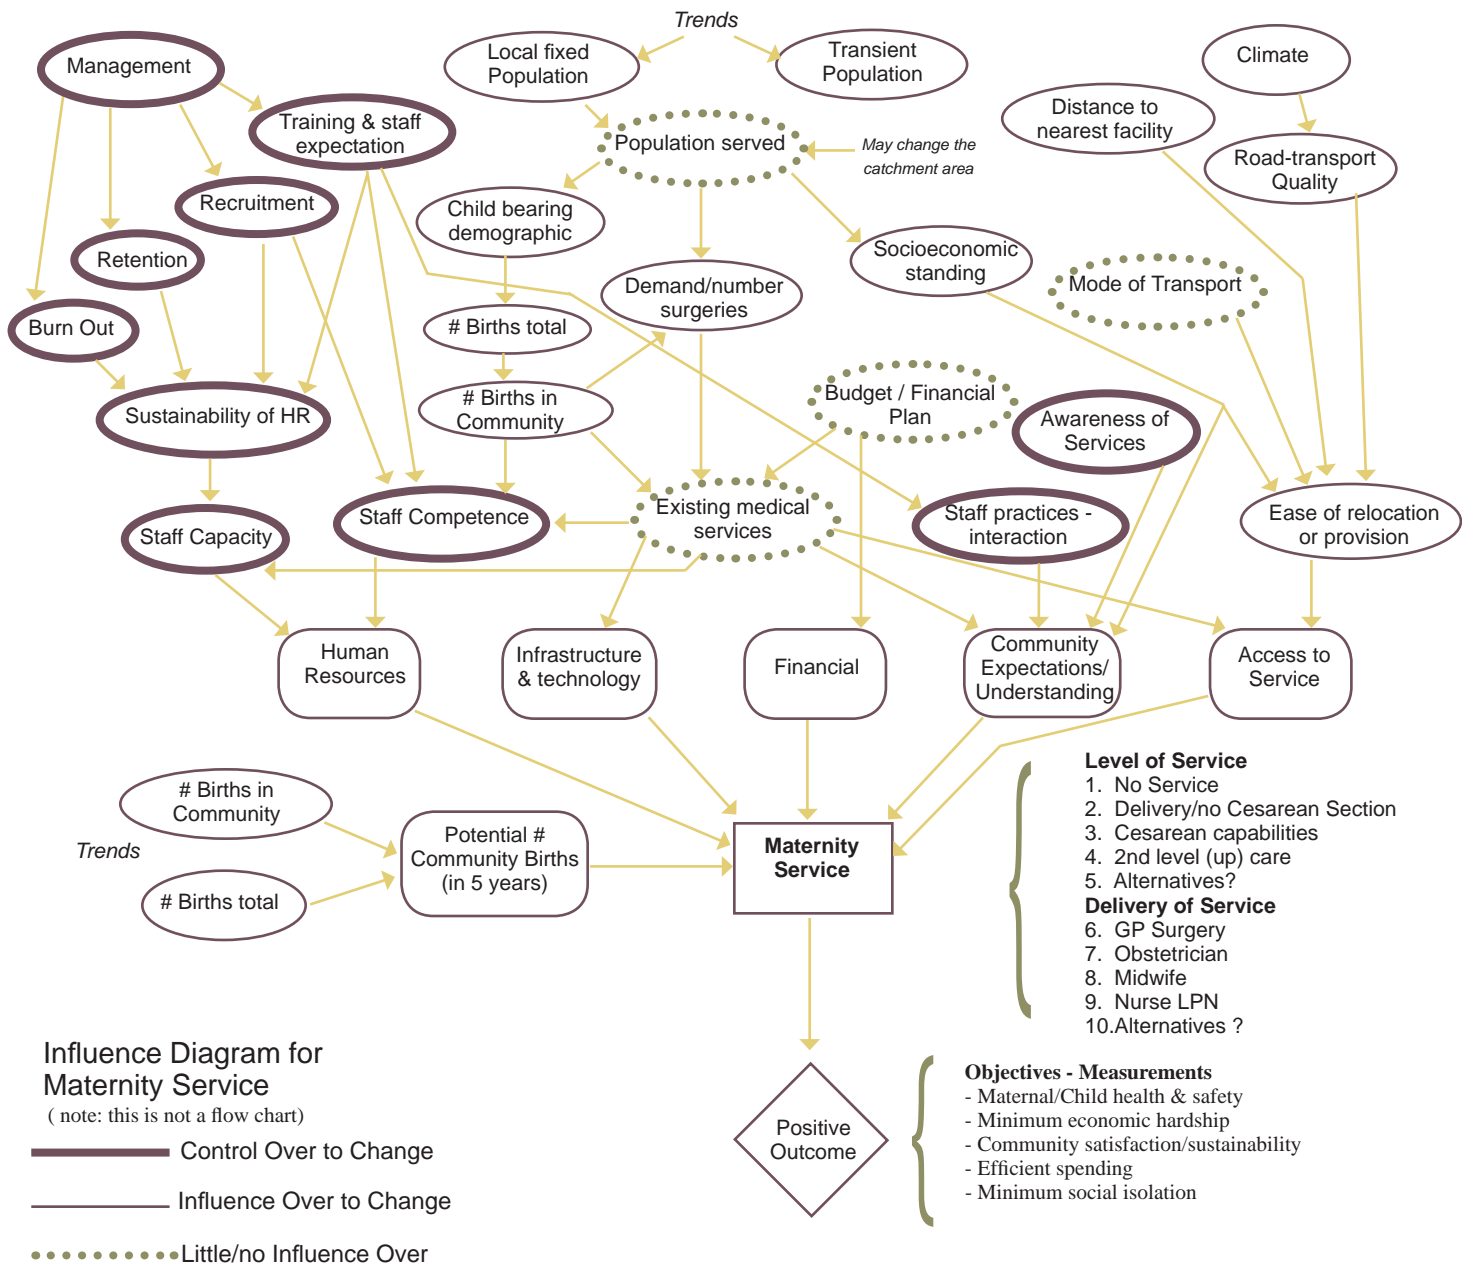 Trends
Management
Local fixed
Population
Transient
Population
Climate
Training & staff
expectation
Distance to
nearest facility
Population served
May change the
catchment area
Road-transport
Quality
Recruitment
Child bearing
demographic
Retention
Socioeconomic
standing
Demand/number
surgeries
Mode of Transport
Burn Out
# Births total
Sustainability of HR
# Births in
Community
Budget / Financial
Plan
Awareness of
Services
Staff Capacity
Staff Competence
Existing medical
services
Staff practices -
interaction
Ease of relocation
or provision
Human
Resources
Infrastructure
& technology
Financial
Community
Expectations/
Understanding
Access to
Service
# Births in
Community
Trends
# Births total
Potential #
Community Births
(in 5 years)
Maternity
Service
Level of Service
1. No Service
2. Delivery/no Cesarean Section
3. Cesarean capabilities
4. 2nd level (up) care
5. Alternatives?
Delivery of Service
6. GP Surgery
7. Obstetrician
8. Midwife
9. Nurse LPN
10.Alternatives ?
Influence Diagram for
Maternity Service
( note: this is not a flow chart)
Control Over to Change
Influence Over to Change
Little/no Influence Over
Positive
Outcome
Objectives - Measurements
- Maternal/Child health & safety
- Minimum economic hardship
- Community satisfaction/sustainability
- Efficient spending
- Minimum social isolation